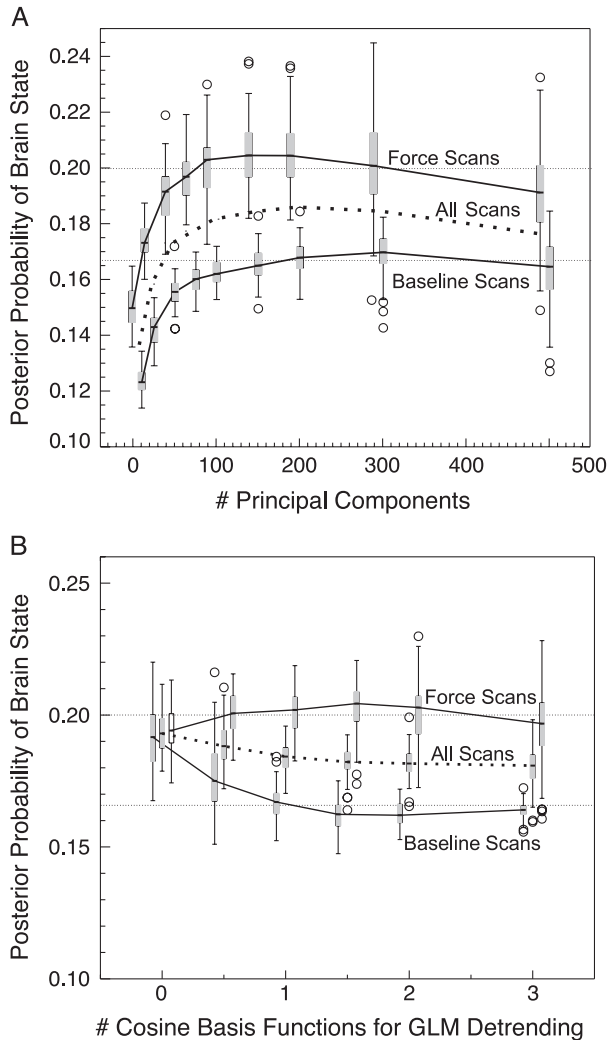 A
Posterior Probability of Brain State
0.24
0.22
0.20
0.18
0.16
0.14
0.12
0.10
Force Scans
All Scans
Baseline Scans
0
100
200
300
400
500
# Principal Components
B
Posterior Probability of Brain State
0.25
0.20
0.15
0.10
Force Scans
All Scans
Baseline Scans
0
1
2
3
# Cosine Basis Functions for GLM Detrending